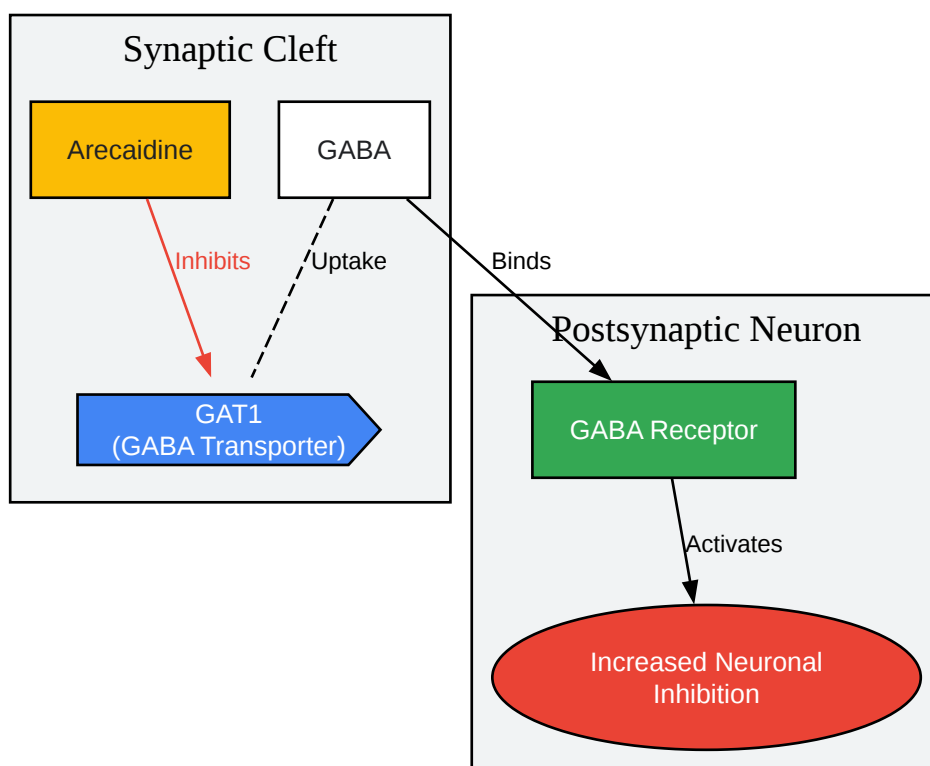 Synaptic Cleft
Arecaidine
GABA
Inhibits
Uptake
Binds
GAT1
(GABA Transporter)
Postsynaptic Neuron
GABA Receptor
Activates
Increased Neuronal
Inhibition